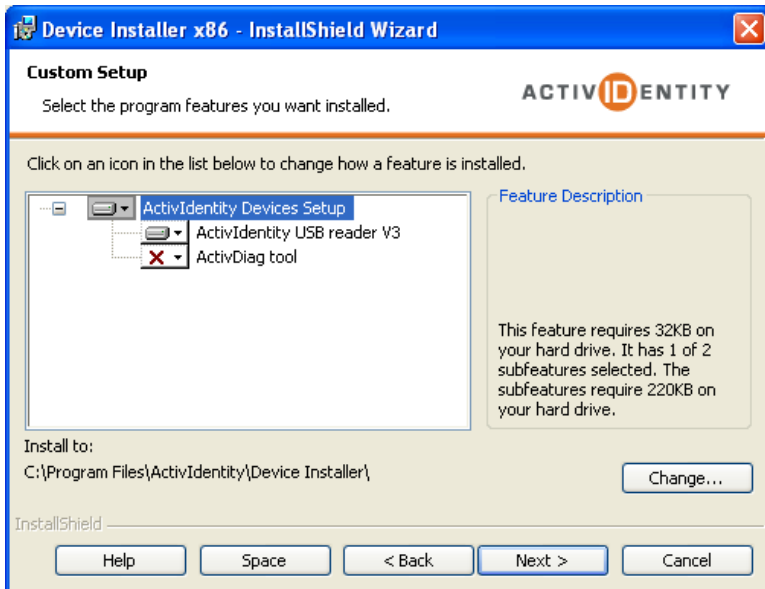 Device Installer x86 - InstallShield Wizard
Custom Setup
Select the program features you want installed.
ACTIVIDENTITY
Click on an icon in the list below to change how a feature is installed.
ActivIdentity Devices Setup
ActivIdentity USB reader V3
ActivDiag tool
Feature Description
This feature requires 32KB on
your hard drive. It has 1 of 2
subfeatures selected. The
subfeatures require 220KB on
your hard drive.
Install to:
C:\Program Files\ActivIdentity\Device Installer\
Change...
InstallShield
Help
Space
< Back
Next >
Cancel